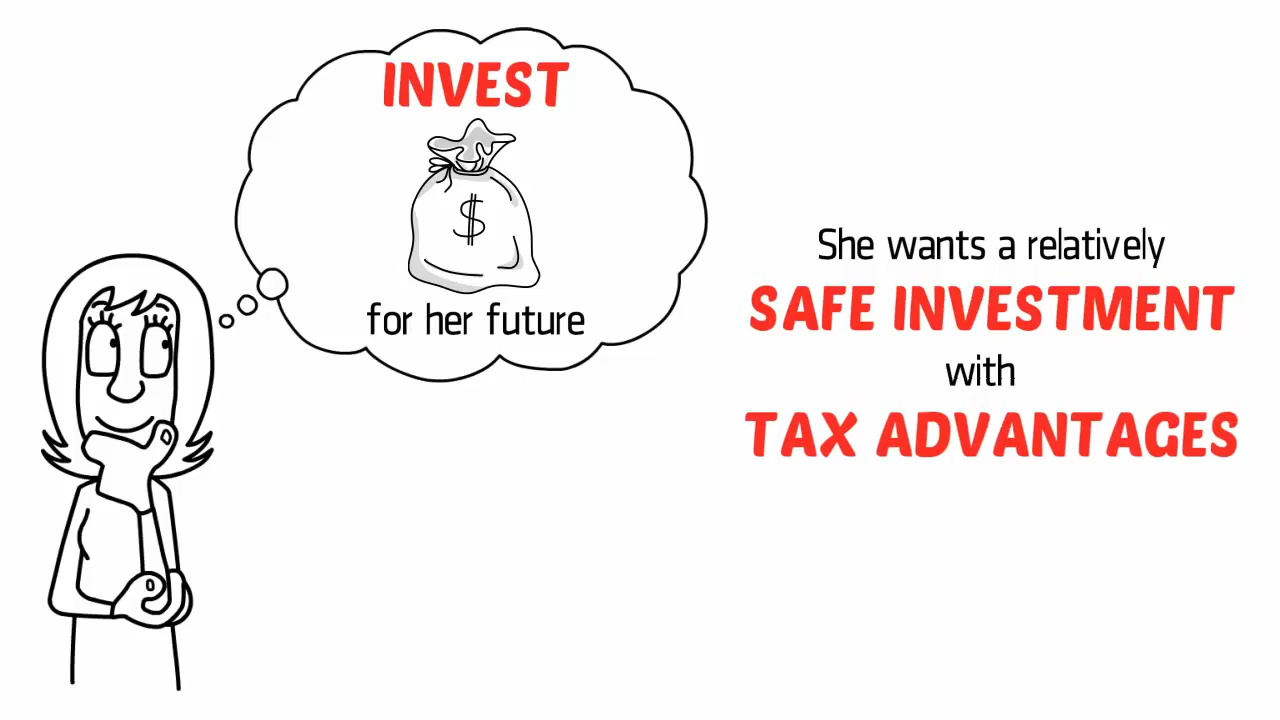 INVEST
$
for her future
She wants a relatively
SAFE INVESTMENT
with
TAX ADVANTAGES